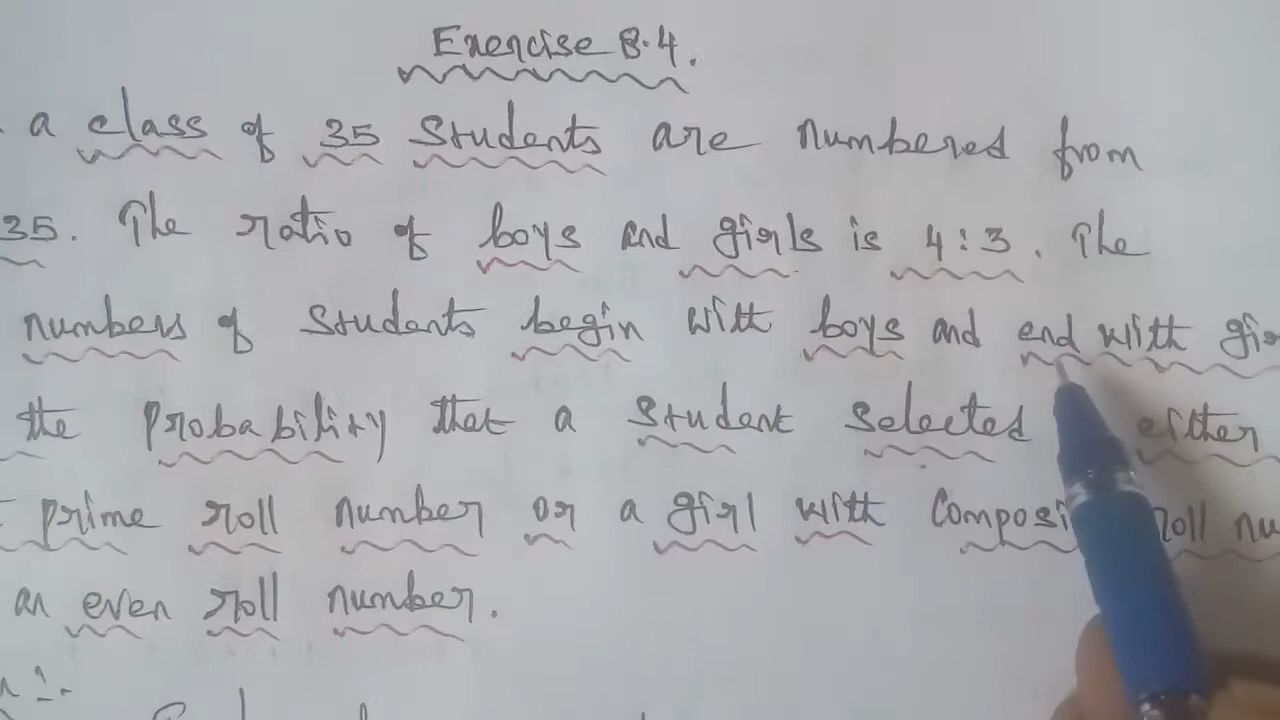 Exercise 8.4.
a class of 35 Students are numbered from
35. The ratio of boys and girls is 4:3. The
numbers of Students begin with boys and end with
the Probability that a Student Selected either
prime roll number or a girl with roll
an even roll number.